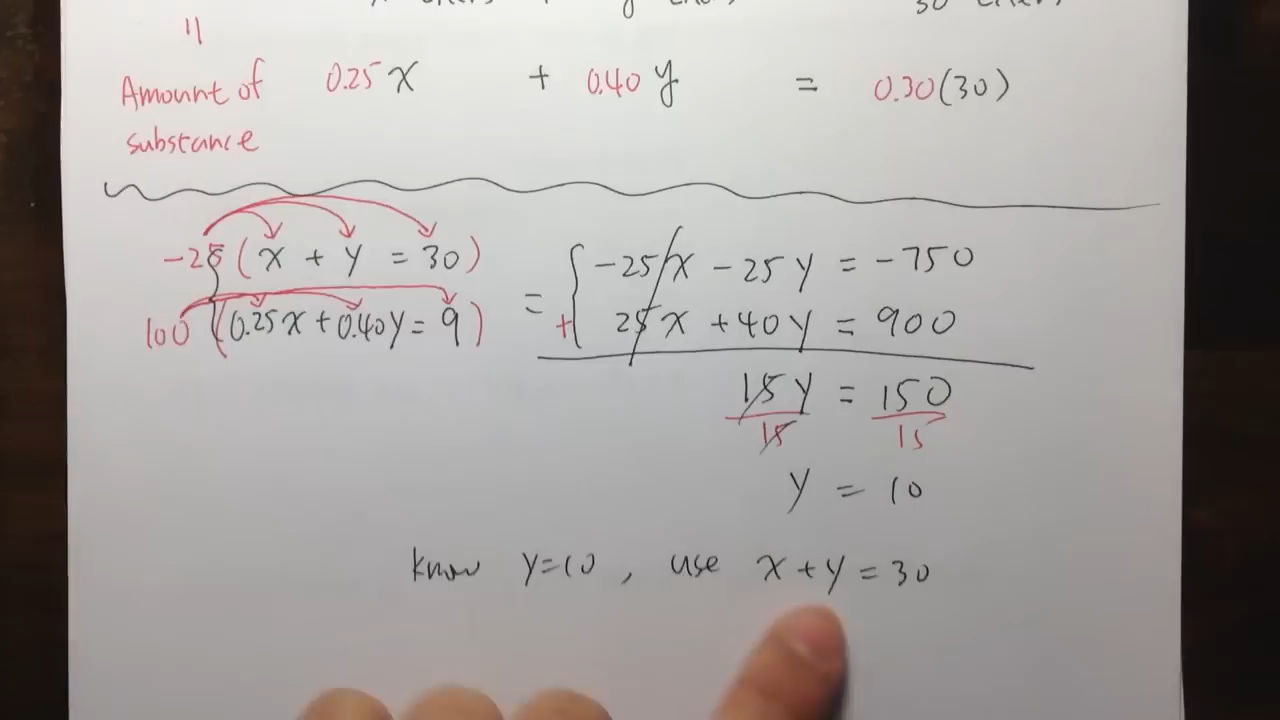 30
"
Amount of 0.25x + 0.40y = 0.30(30)
substance
-25 (x + y = 30) -25x - 25y = -750
100 (0.25x + 0.40y = 9) = + 25x + 40y = 900
15y = 150
15 15
y = 10
know y=10, use x + y = 30